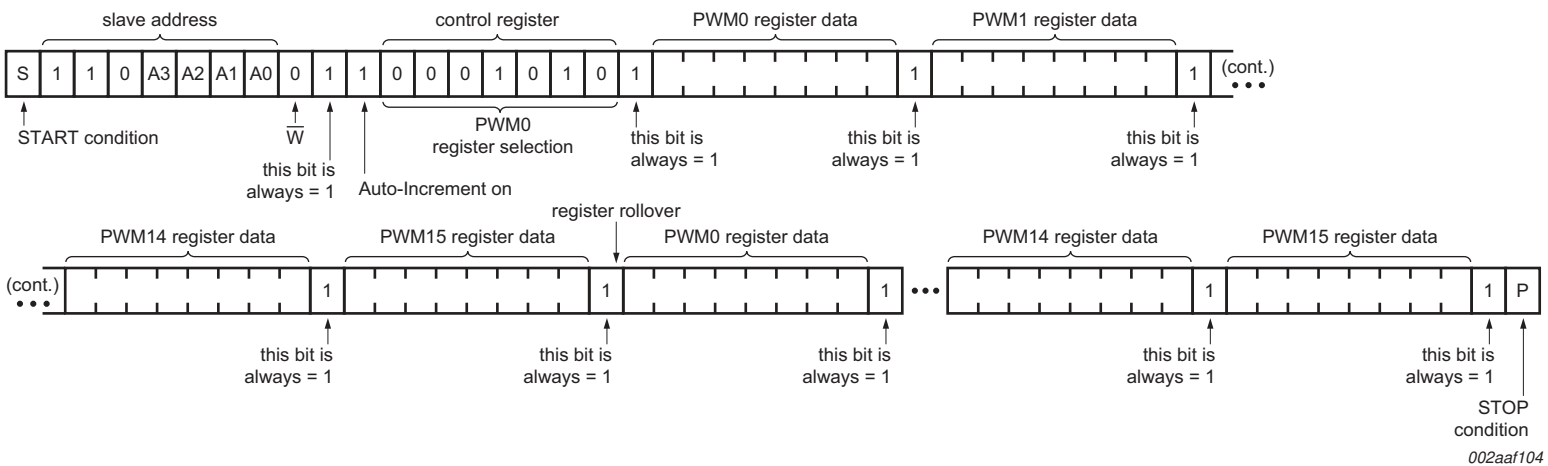 slave address control register PWM0 register data PWM1 register data
S 1 1 0 A3 A2 A1 A0 0 1 1 0 0 0 1 0 1 0 1 1 1 (cont.)
START condition W PWM0 this bit is this bit is this bit is
register selection always = 1 always = 1 always = 1
this bit is
always = 1 Auto-Increment on
register rollover
PWM14 register data PWM15 register data PWM0 register data PWM14 register data PWM15 register data
(cont.) 1 1 1 1 1 P
this bit is this bit is this bit is this bit is this bit is
always = 1 always = 1 always = 1 always = 1 always = 1
STOP
condition
002aaf104